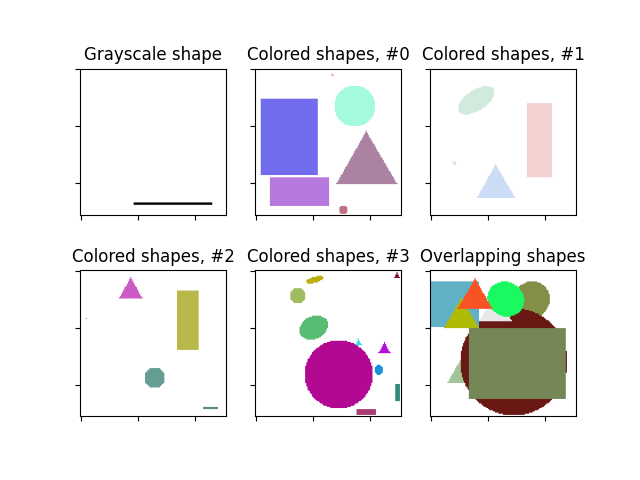 Grayscale shape
Colored shapes, #0
Colored shapes, #1
Colored shapes, #2
Colored shapes, #3
Overlapping shapes